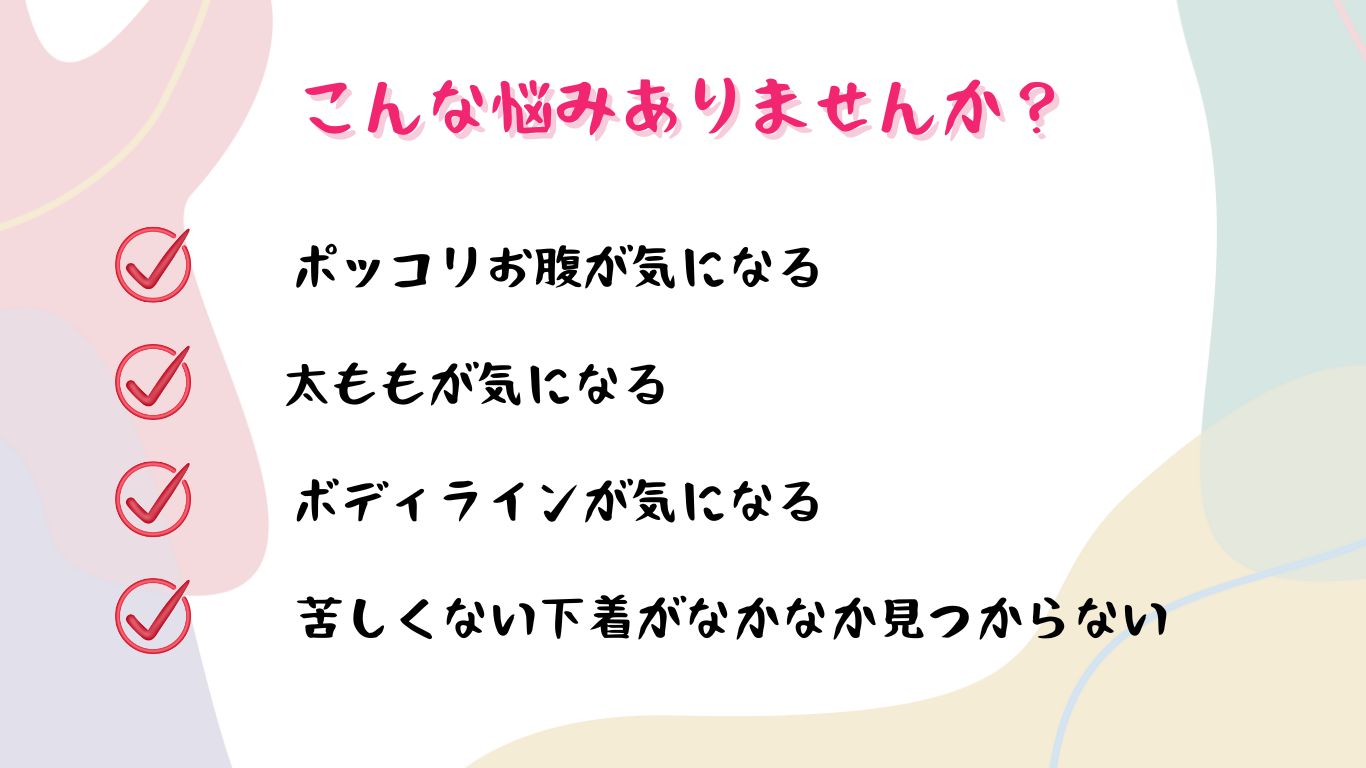 こんな悩みありませんか？
ポッコリお腹が気になる
太ももが気になる
ボディラインが気になる
苦しくない下着がなかなか見つからない